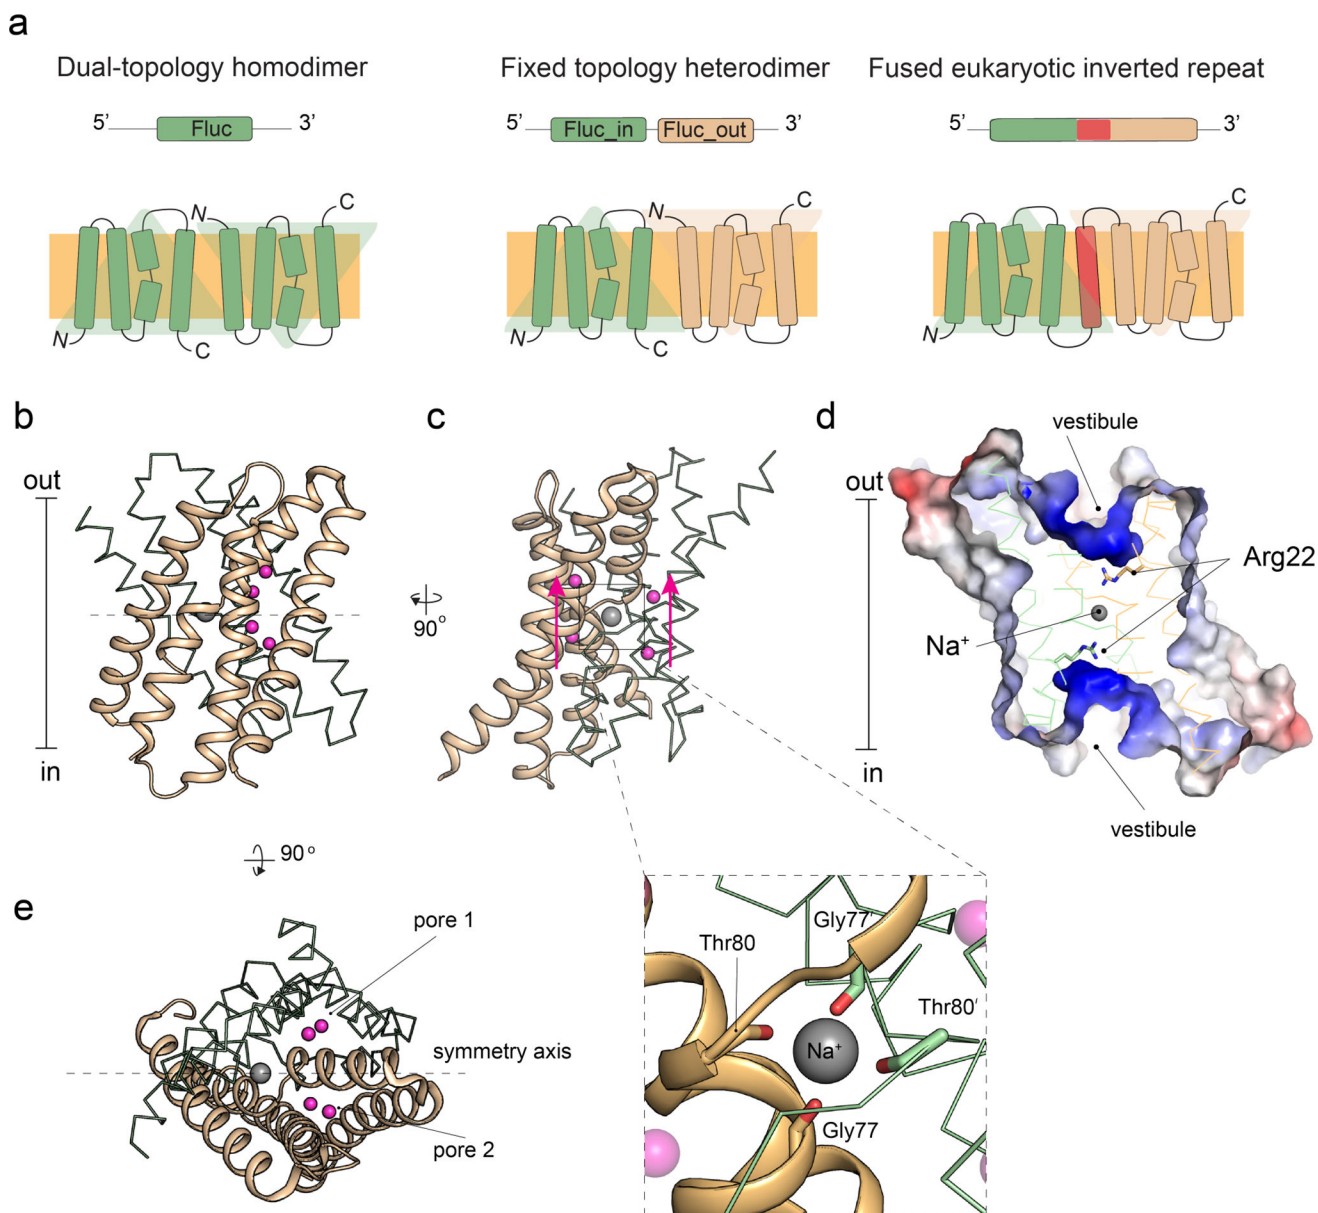 a
Dual-topology homodimer
Fixed topology heterodimer
Fused eukaryotic inverted repeat
5’ Fluc 3’
5’ Fluc_in Fluc_out 3’
5’ 3’
N C N C
N C N C
N C
b
out
in
c
90°
d
vestibule
out
Arg22
Na⁺
in
vestibule
90°
e
pore 1
symmetry axis
pore 2
Gly77'
Thr80
Thr80'
Na⁺
Gly77